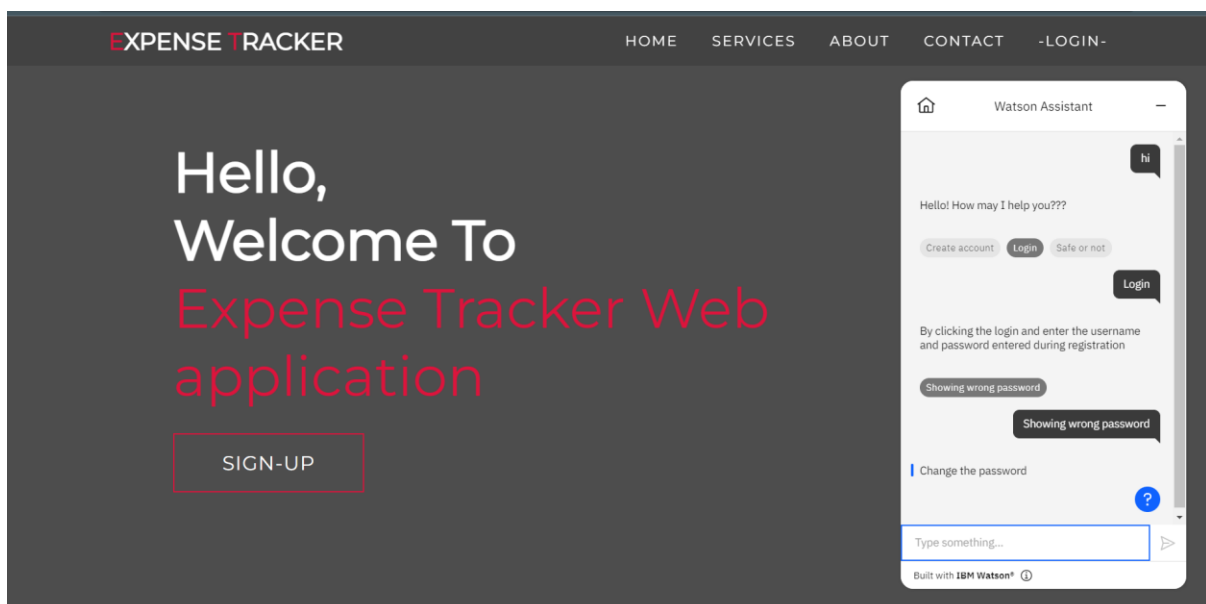 EXPENSE TRACKER
HOME SERVICES ABOUT CONTACT -LOGIN-
Hello,
Welcome To
Expense Tracker Web
application
SIGN-UP
Watson Assistant
hi
Hello! How may I help you???
Create account Login Safe or not
Login
By clicking the login and enter the username
and password entered during registration
Showing wrong password
Showing wrong password
Change the password
?
Type something...
Built with IBM Watson®